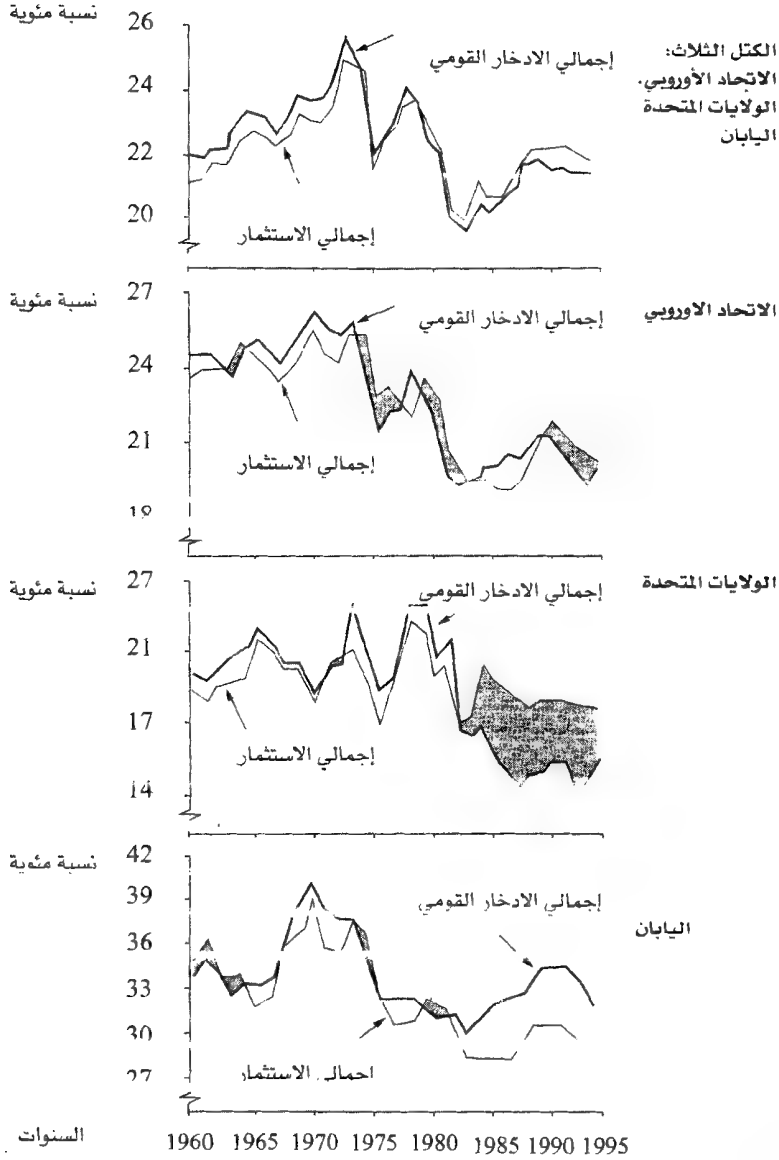 نسبة مئوية
26
24
22
20
إجمالي الادخار القومي
إجمالي الاستثمار
الكتل الثلاث:
الاتحاد الأوروبي.
الولايات المتحدة
اليابان
نسبة مئوية
27
24
21
18
إجمالي الادخار القومي
إجمالي الاستثمار
الاتحاد الاوروبي
نسبة مئوية
27
21
17
14
إجمالي الادخار القومي
إجمالي الاستثمار
الولايات المتحدة
نسبة مئوية
42
39
36
33
30
27
إجمالي الادخار القومي
إجمالي الاستثمار
اليابان
السنوات
1960 1965 1970 1975 1980 1985 1990 1995